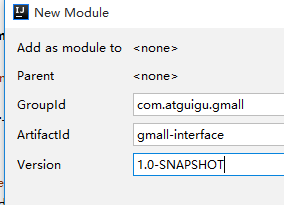 New Module
Add as module to <none>
Parent <none>
GroupId com.atguigu.gmall
ArtifactId gmall-interface
Version 1.0-SNAPSHOT